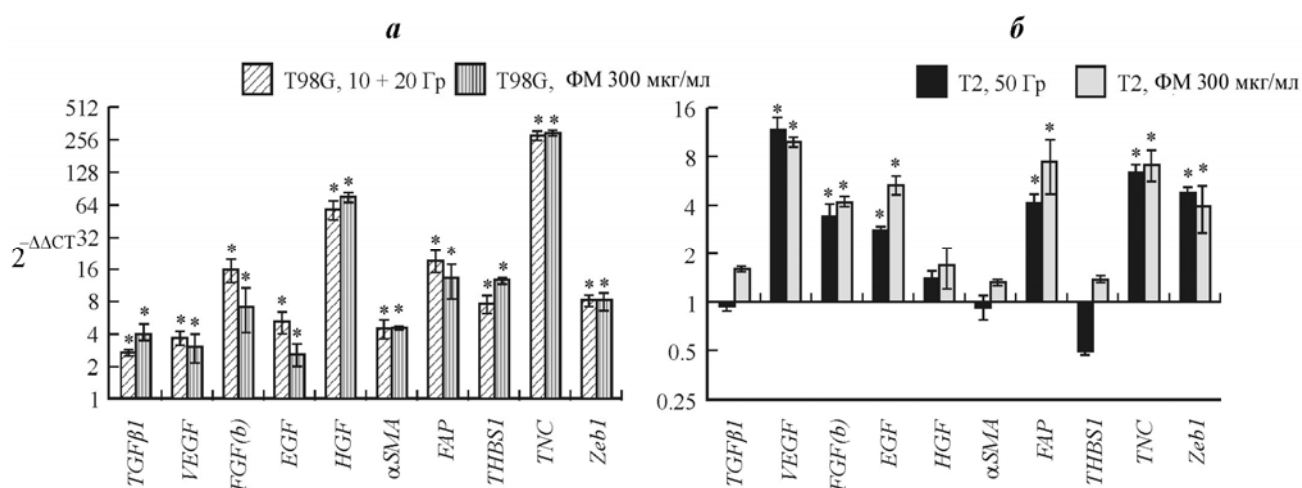 а
T98G, 10 + 20 Гр T98G, ФМ 300 мкг/мл
512
256
128
64
32
16
8
4
2
1
2^−ΔΔCT
* * * * * * * * * * * * * * * * * * * *
TGFβ1 VEGF FGF(b) EGF HGF αSMA FAP THBS1 TNC Zeb1
б
T2, 50 Гр T2, ФМ 300 мкг/мл
16
8
4
2
1
0.5
0.25
* * * * * * * * * * * *
TGFβ1 VEGF FGF(b) EGF HGF αSMA FAP THBS1 TNC Zeb1